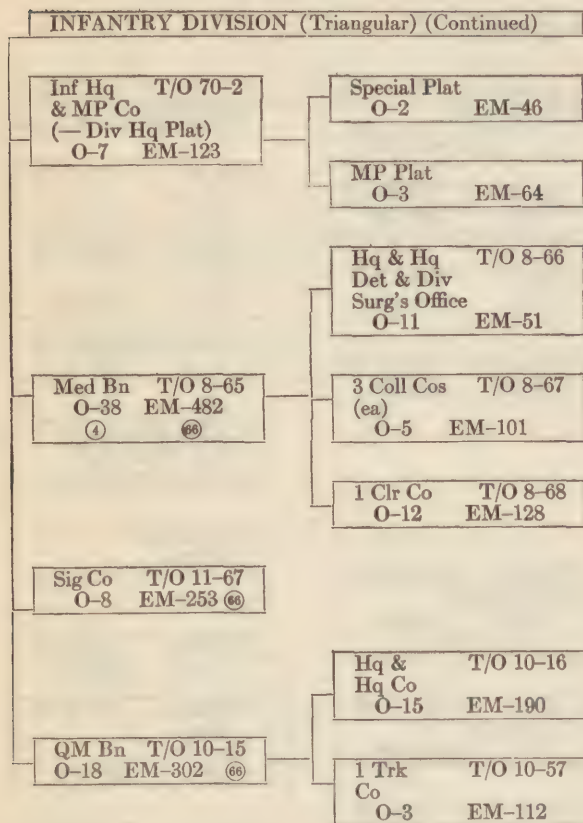 INFANTRY DIVISION (Triangular) (Continued)
Inf Hq T/O 70–2
& MP Co
(— Div Hq Plat)
O–7 EM–123
Special Plat
O–2 EM–46
MP Plat
O–3 EM–64
Hq & Hq T/O 8–66
Det & Div
Surg's Office
O–11 EM–51
Med Bn T/O 8–65
O–38 EM–482
④ 66
3 Coll Cos T/O 8–67
(ea)
O–5 EM–101
1 Clr Co T/O 8–68
O–12 EM–128
Sig Co T/O 11–67
O–8 EM–253 66
Hq & T/O 10–16
Hq Co
O–15 EM–190
QM Bn T/O 10–15
O–18 EM–302 66
1 Trk T/O 10–57
Co
O–3 EM–112